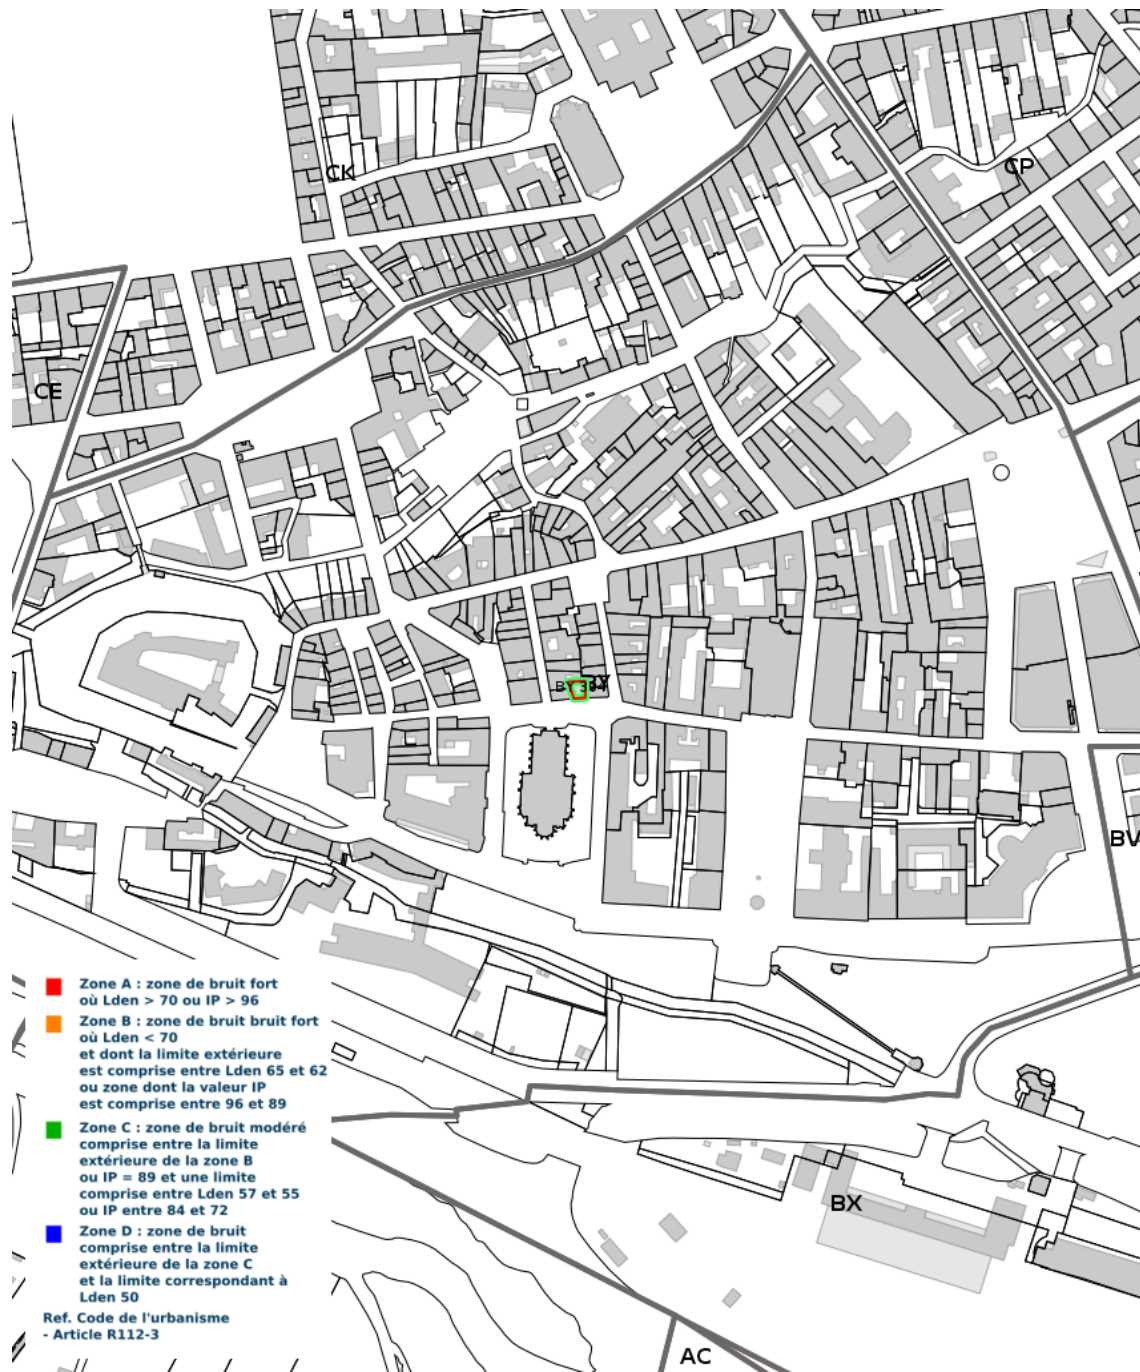 CK
CP
CE
BY
BV
Zone A : zone de bruit fort
où Lden > 70 ou IP > 96
Zone B : zone de bruit bruit fort
où Lden < 70
et dont la limite extérieure
est comprise entre Lden 65 et 62
ou zone dont la valeur IP
est comprise entre 96 et 89
Zone C : zone de bruit modéré
comprise entre la limite
extérieure de la zone B
ou IP = 89 et une limite
comprise entre Lden 57 et 55
ou IP entre 84 et 72
Zone D : zone de bruit
comprise entre la limite
extérieure de la zone C
et la limite correspondant à
Lden 50
Ref. Code de l'urbanisme
- Article R112-3
BX
AC